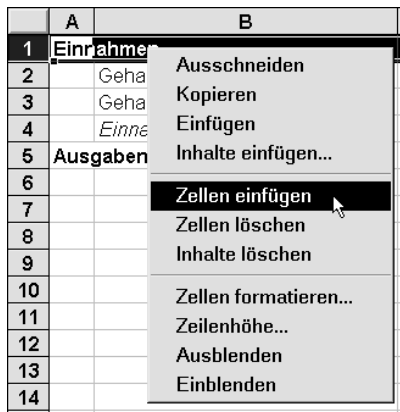 A B
1 Einnahmen
2 Geha
3 Geha
4 Einna
5 Ausgaben
6
7
8
9
10
11
12
13
14
Ausschneiden
Kopieren
Einfügen
Inhalte einfügen...
Zellen einfügen
Zellen löschen
Inhalte löschen
Zellen formatieren...
Zeilenhöhe...
Ausblenden
Einblenden